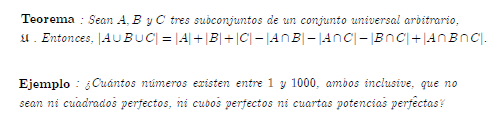 Teorema : Sean A, B y C tres subconjuntos de un conjunto universal arbitrario,
𝔘 . Entonces, |A∪B∪C| = |A|+|B|+|C|−|A∩B|−|A∩C|−|B∩C|+|A∩B∩C|.
Ejemplo : ¿Cuántos números existen entre 1 y 1000, ambos inclusive, que no
sean ni cuadrados perfectos, ni cubos perfectos ni cuartas potencias perfectas?